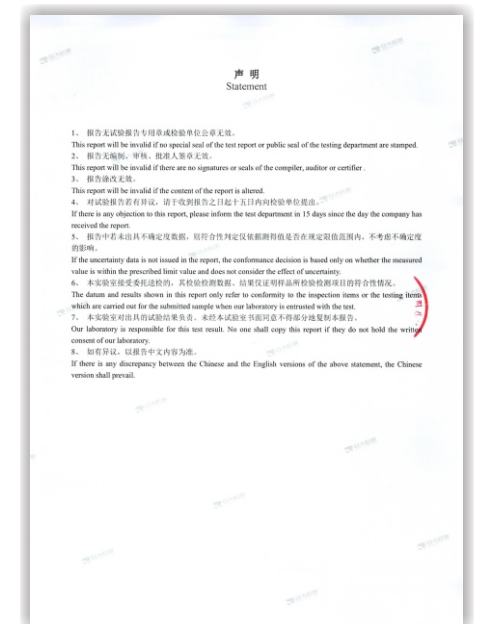 声 明
Statement
1、 报告无试验报告专用章或检验单位公章无效。
This report will be invalid if no special seal of the test report or public seal of the testing department are stamped.
2、 报告无编制、审核、批准人签章无效。
This report will be invalid if there are no signatures or seals of the compiler, auditor or certifier .
3、 报告涂改无效。
This report will be invalid if the content of the report is altered.
4、 对试验报告若有异议，请于收到报告之日起十五日内向检验单位提出。
If there is any objection to this report, please inform the test department in 15 days since the day the company has
received the report.
5、 报告中若未出具不确定度数据，则符合性判定仅依据测得值是否在规定限值范围内，不考虑不确定度
的影响。
If the uncertainty data is not issued in the report, the conformance decision is based only on whether the measured
value is within the prescribed limit value and does not consider the effect of uncertainty.
6、 本实验室接受委托送检的，其检验检测数据、结果仅证明样品所检验检测项目的符合性情况。
The datum and results shown in this report only refer to conformity to the inspection items or the testing items
which are carried out for the submitted sample when our laboratory is entrusted with the test.
7、 本实验室对出具的试验结果负责。未经本试验室书面同意不得部分地复制本报告。
Our laboratory is responsible for this test result. No one shall copy this report if they do not hold the written
consent of our laboratory.
8、 如有异议，以报告中文内容为准。
If there is any discrepancy between the Chinese and the English versions of the above statement, the Chinese
version shall prevail.